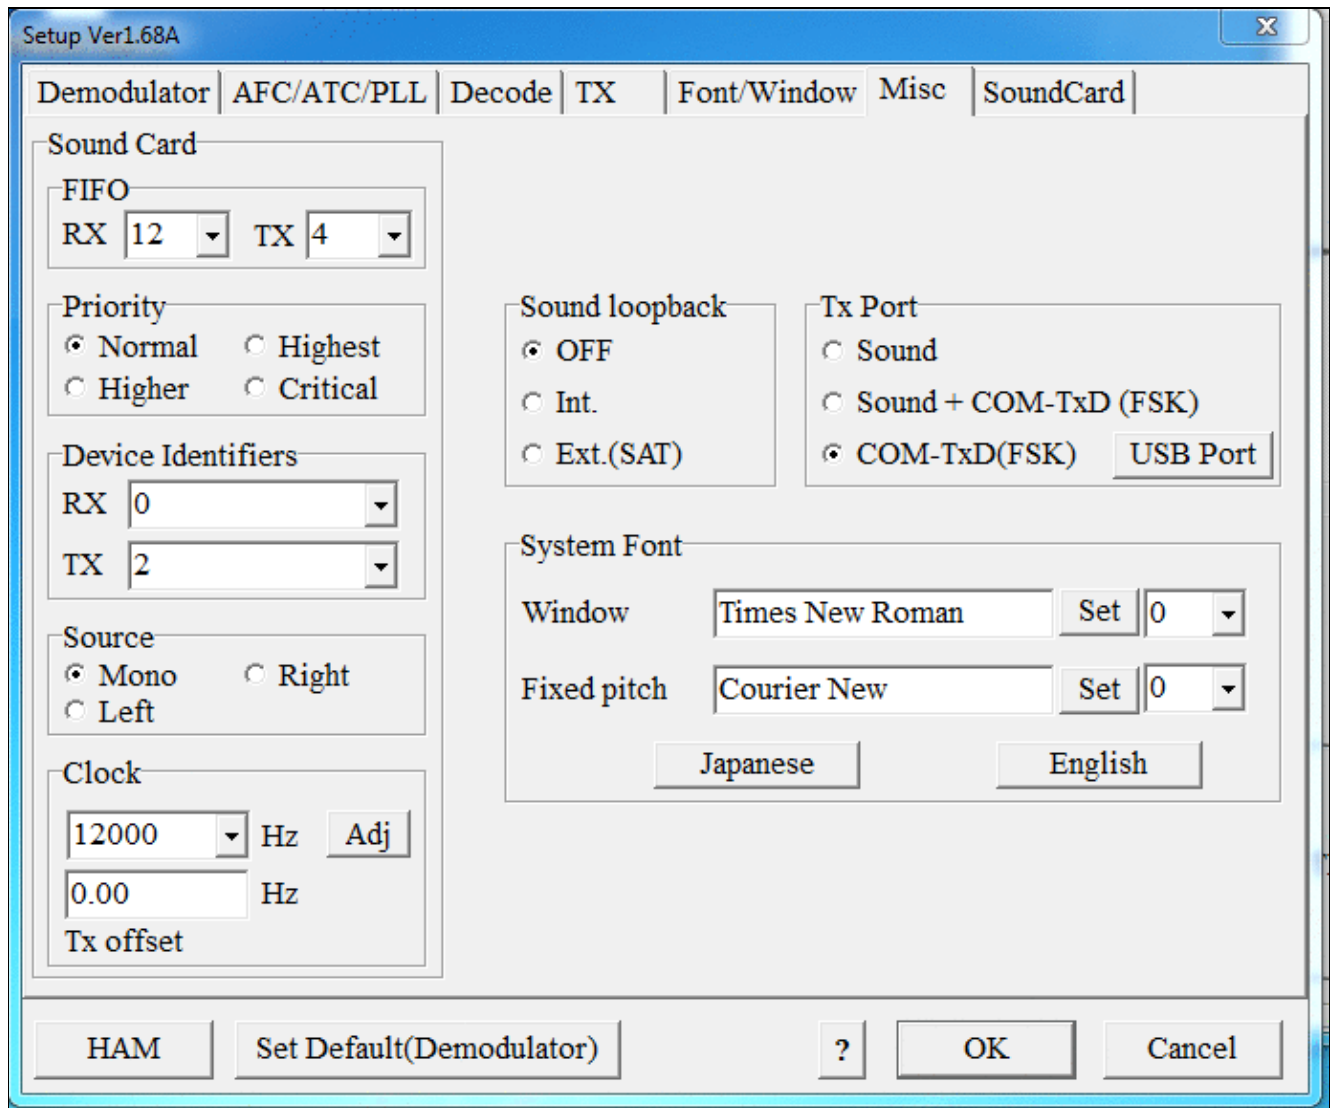 Setup Ver1.68A
Demodulator AFC/ATC/PLL Decode TX Font/Window Misc SoundCard
Sound Card
FIFO
RX 12 TX 4
Priority
Normal Highest
Higher Critical
Device Identifiers
RX 0
TX 2
Source
Mono Right
Left
Clock
12000 Hz Adj
0.00 Hz
Tx offset
Sound loopback
OFF
Int.
Ext.(SAT)
Tx Port
Sound
Sound + COM-TxD (FSK)
COM-TxD(FSK) USB Port
System Font
Window Times New Roman Set 0
Fixed pitch Courier New Set 0
Japanese English
HAM Set Default(Demodulator) ? OK Cancel